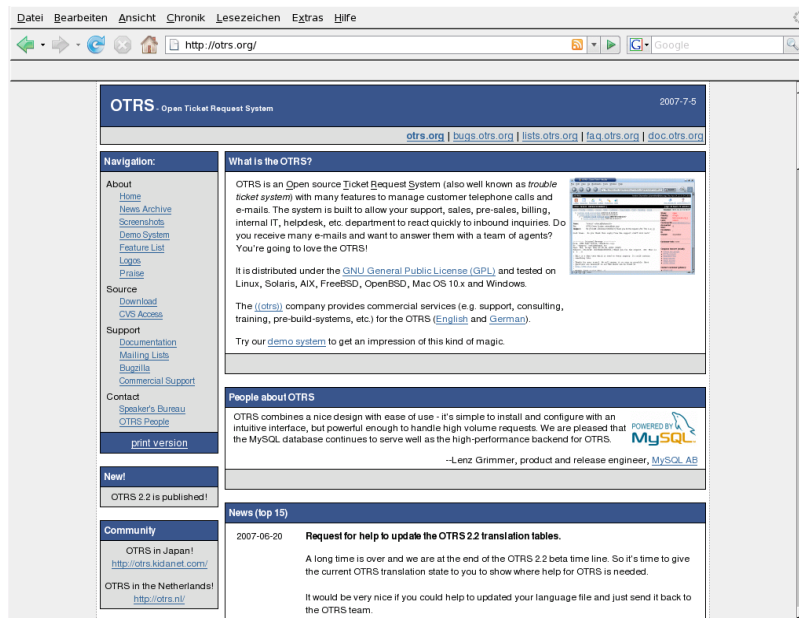 Datei Bearbeiten Ansicht Chronik Lesezeichen Extras Hilfe
http://otrs.org/
Google
OTRS - Open Ticket Request System
2007-7-5
otrs.org | bugs.otrs.org | lists.otrs.org | faq.otrs.org | doc.otrs.org
Navigation:
About
Home
News Archive
Screenshots
Demo System
Feature List
Logos
Praise
Source
Download
CVS Access
Support
Documentation
Mailing Lists
Bugzilla
Commercial Support
Contact
Speaker's Bureau
OTRS People
print version
New!
OTRS 2.2 is published!
Community
OTRS in Japan!
http://otrs.kidanet.com/
OTRS in the Netherlands!
http://otrs.nl/
What is the OTRS?
OTRS is an Open source Ticket Request System (also well known as trouble
ticket system) with many features to manage customer telephone calls and
e-mails. The system is built to allow your support, sales, pre-sales, billing,
internal IT, helpdesk, etc. department to react quickly to inbound inquiries. Do
you receive many e-mails and want to answer them with a team of agents?
You're going to love the OTRS!
It is distributed under the GNU General Public License (GPL) and tested on
Linux, Solaris, AIX, FreeBSD, OpenBSD, Mac OS 10.x and Windows.
The ((otrs)) company provides commercial services (e.g. support, consulting,
training, pre-build-systems, etc.) for the OTRS (English and German).
Try our demo system to get an impression of this kind of magic.
People about OTRS
OTRS combines a nice design with ease of use - it's simple to install and configure with an
intuitive interface, but powerful enough to handle high volume requests. We are pleased that
the MySQL database continues to serve well as the high-performance backend for OTRS.
POWERED BY
MySQL
--Lenz Grimmer, product and release engineer, MySQL AB
News (top 15)
2007-06-20 Request for help to update the OTRS 2.2 translation tables.
A long time is over and we are at the end of the OTRS 2.2 beta time line. So it's time to give
the current OTRS translation state to you to show where help for OTRS is needed.
It would be very nice if you could help to updated your language file and just send it back to
the OTRS team.